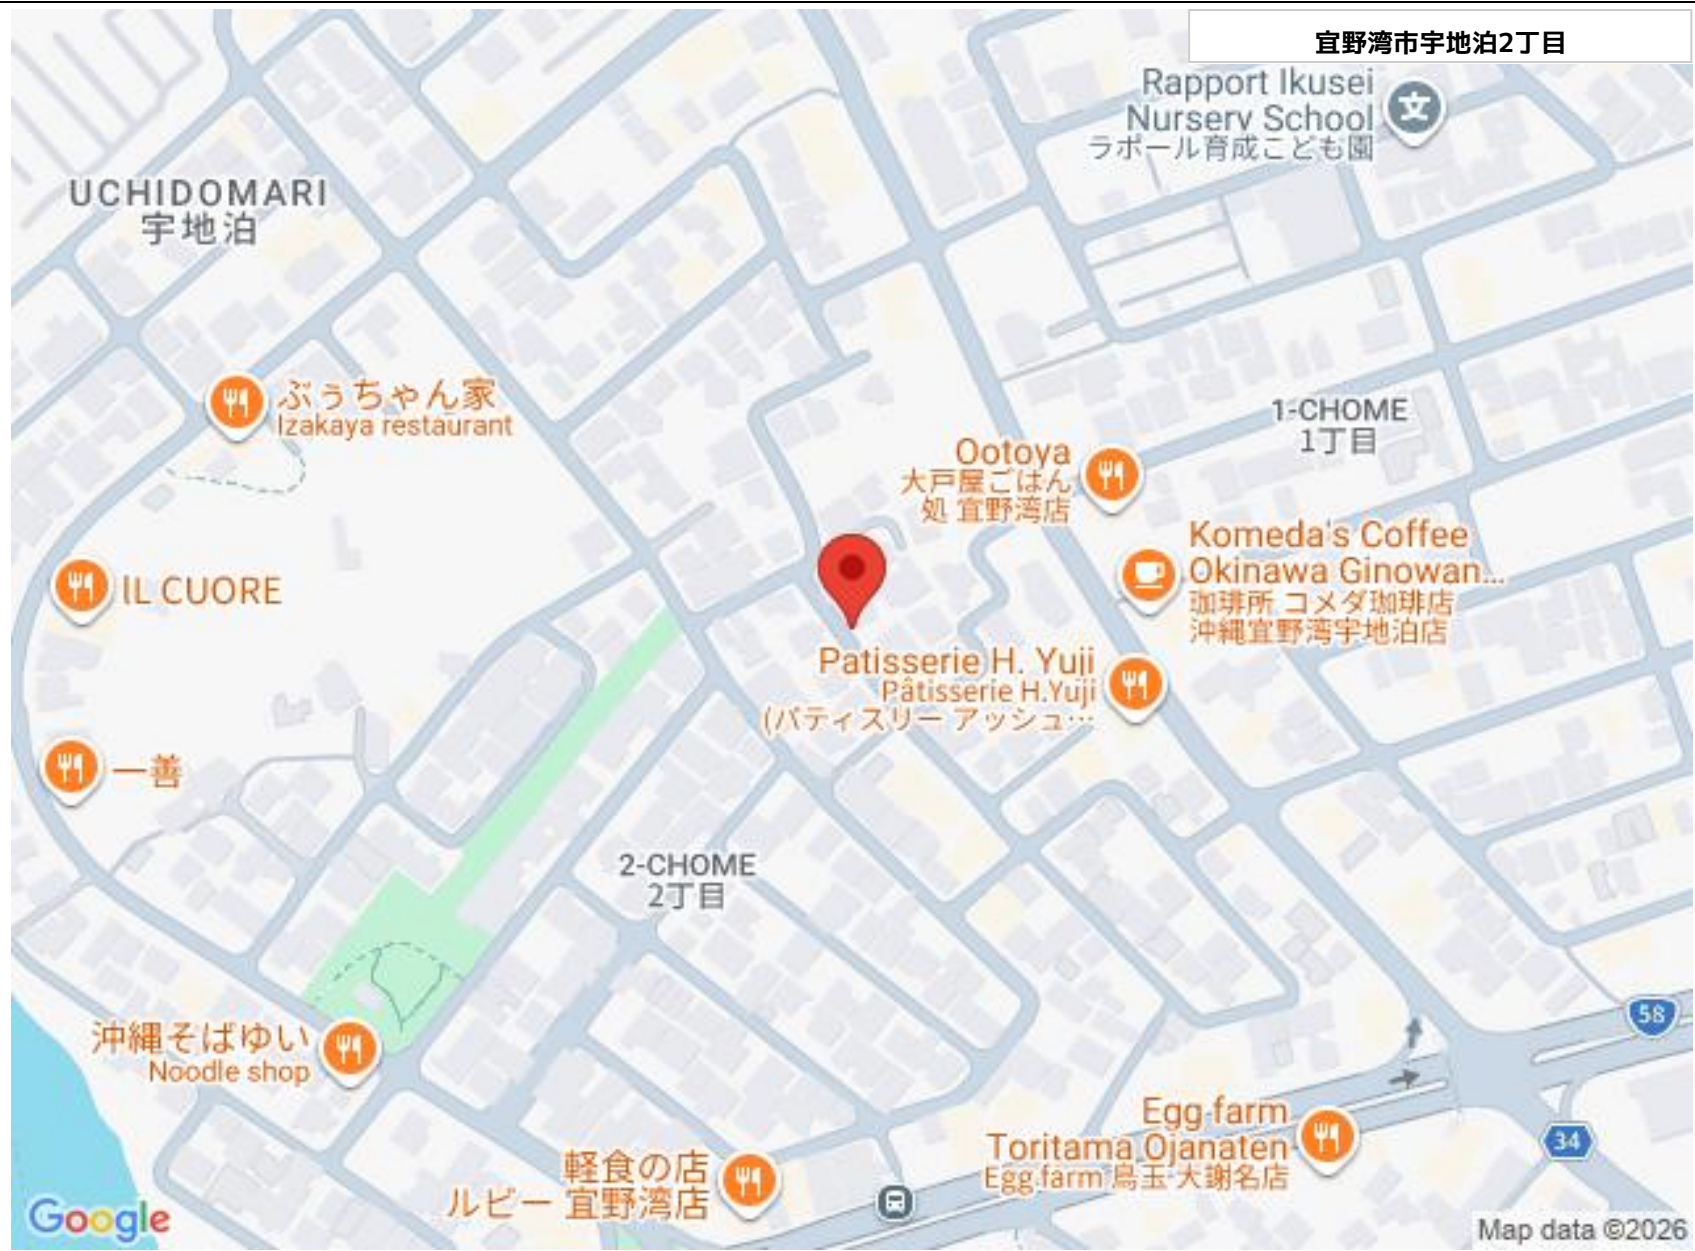 宜野湾市宇地泊2丁目
Rapport Ikusei
Nursery School
ラポール育成こども園
UCHIDOMARI
宇地泊
ぶぅちゃん家
Izakaya restaurant
1-CHOME
1丁目
Ootoya
大戸屋ごはん
処 宜野湾店
Komeda's Coffee
Okinawa Ginowan...
珈琲所 コメダ珈琲店
沖縄宜野湾宇地泊店
IL CUORE
Patisserie H. Yuji
Pâtisserie H.Yuji
(パティスリー アッシュ…
一善
2-CHOME
2丁目
58
沖縄そばゆい
Noodle shop
Egg farm
Toritama Ojanaten
Egg farm 鳥玉 大謝名店
34
軽食の店
ルビー 宜野湾店
Google
Map data ©2026